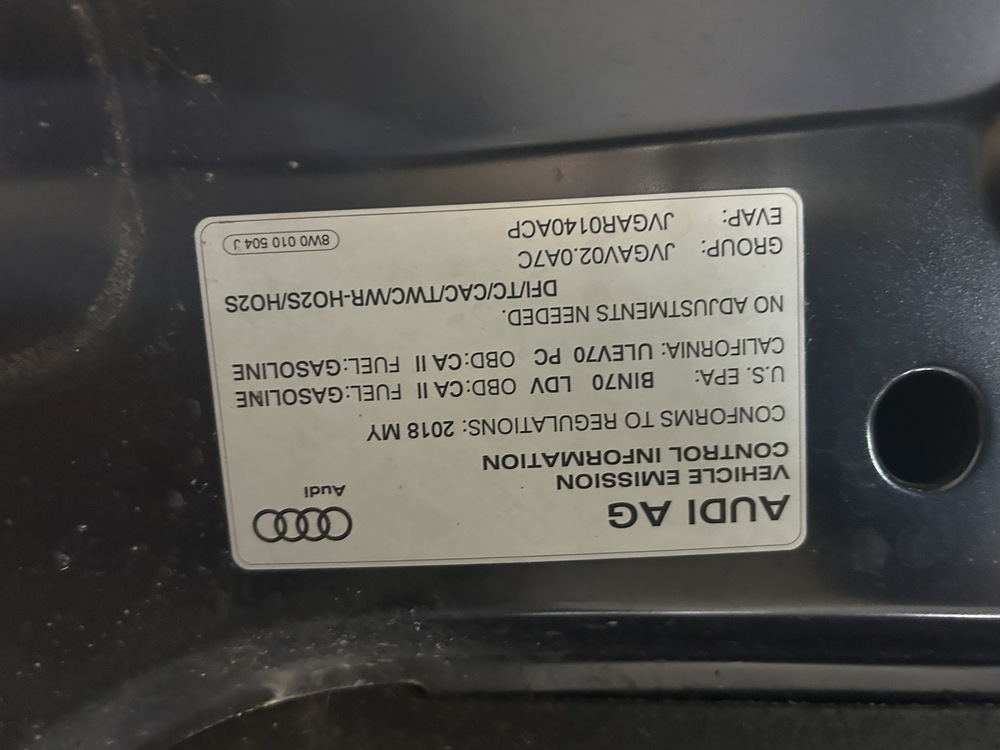 AUDI AG
Audi
VEHICLE EMISSION
CONTROL INFORMATION
CONFORMS TO REGULATIONS: 2018 MY
U.S. EPA: BIN70 LDV OBD:CA II FUEL:GASOLINE
CALIFORNIA: ULEV70 PC OBD:CA II FUEL:GASOLINE
NO ADJUSTMENTS NEEDED.
DFI/TC/CAC/TWC/WR-HO2S/HO2S
GROUP: JVGAV02.0A7C
EVAP: JVGAR0140ACP
8W0 010 504 J